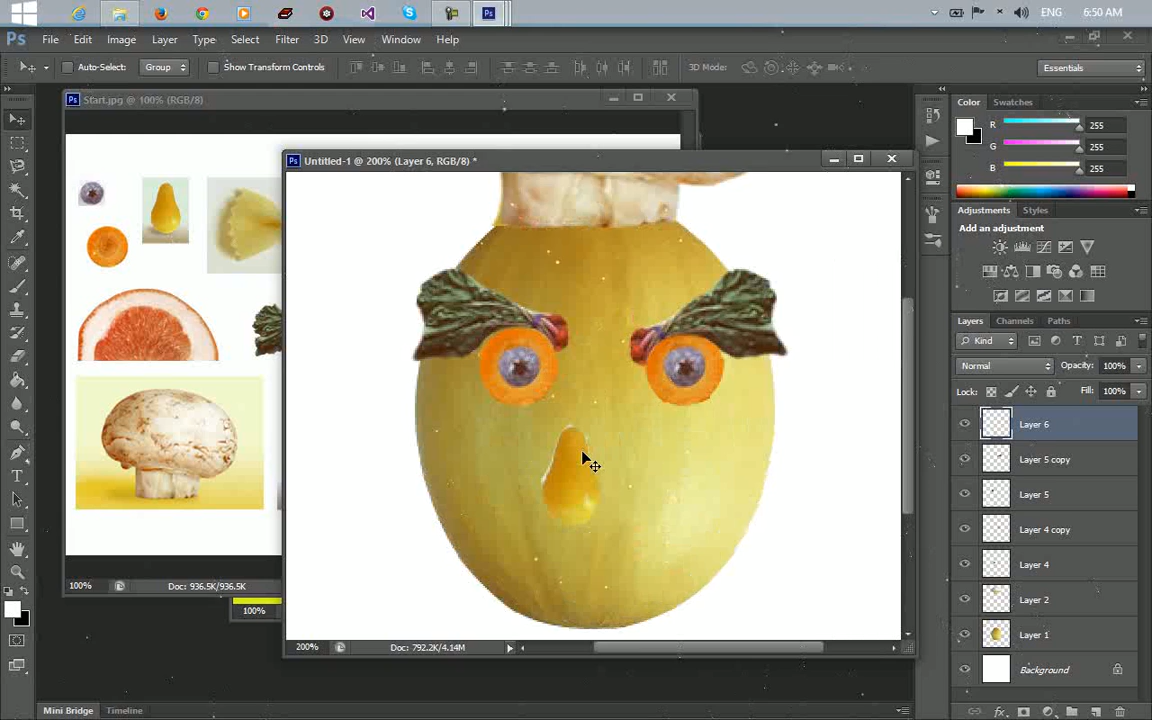 ENG 6:50 AM
Ps File Edit Image Layer Type Select Filter 3D View Window Help
Auto-Select: Group Show Transform Controls 3D Mode: Essentials
Ps Start.jpg @ 100% (RGB/8)
Color Swatches
R 255
G 255
B 255
Ps Untitled-1 @ 200% (Layer 6, RGB/8) *
Adjustments Styles
Add an adjustment
Layers Channels Paths
Kind
Normal Opacity: 100%
Lock: Fill: 100%
Layer 6
Layer 5 copy
Layer 5
Layer 4 copy
Layer 4
Layer 2
Layer 1
Background
100% Doc: 936.5K/936.5K
100%
200% Doc: 792.2K/4.14M
Mini Bridge Timeline